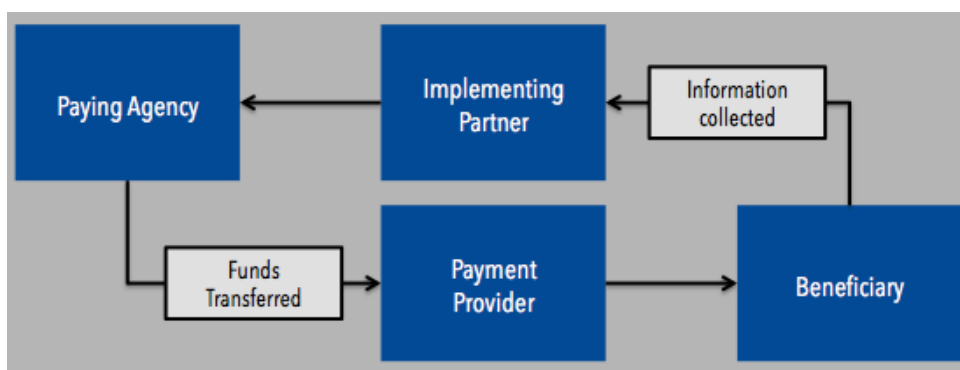 Paying Agency
Implementing
Partner
Information
collected
Funds
Transferred
Payment
Provider
Beneficiary